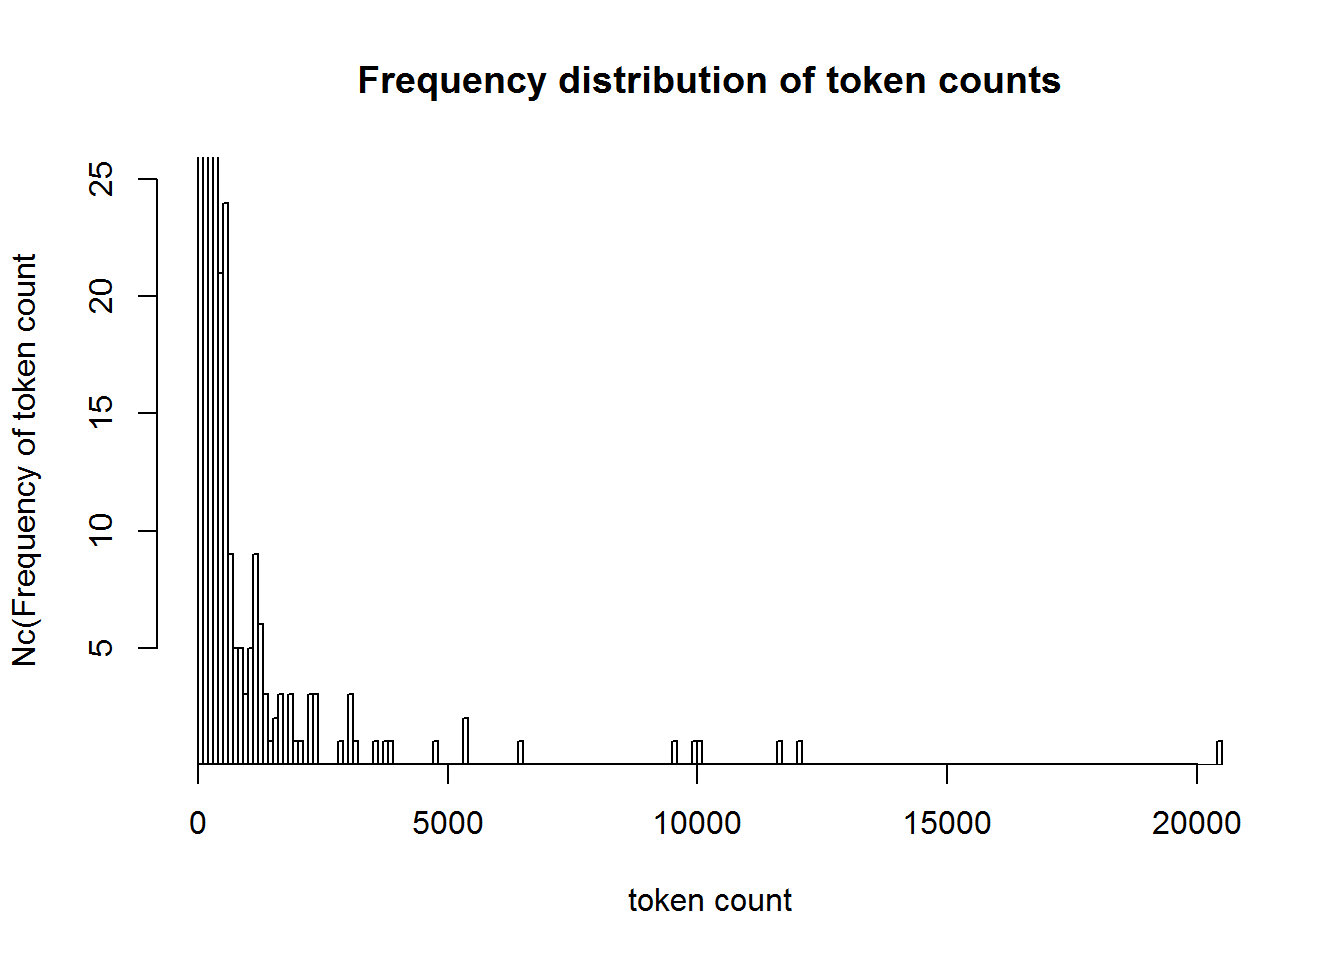 Frequency distribution of token counts
Nc(Frequency of token count
25
20
15
10
5
0 5000 10000 15000 20000
token count